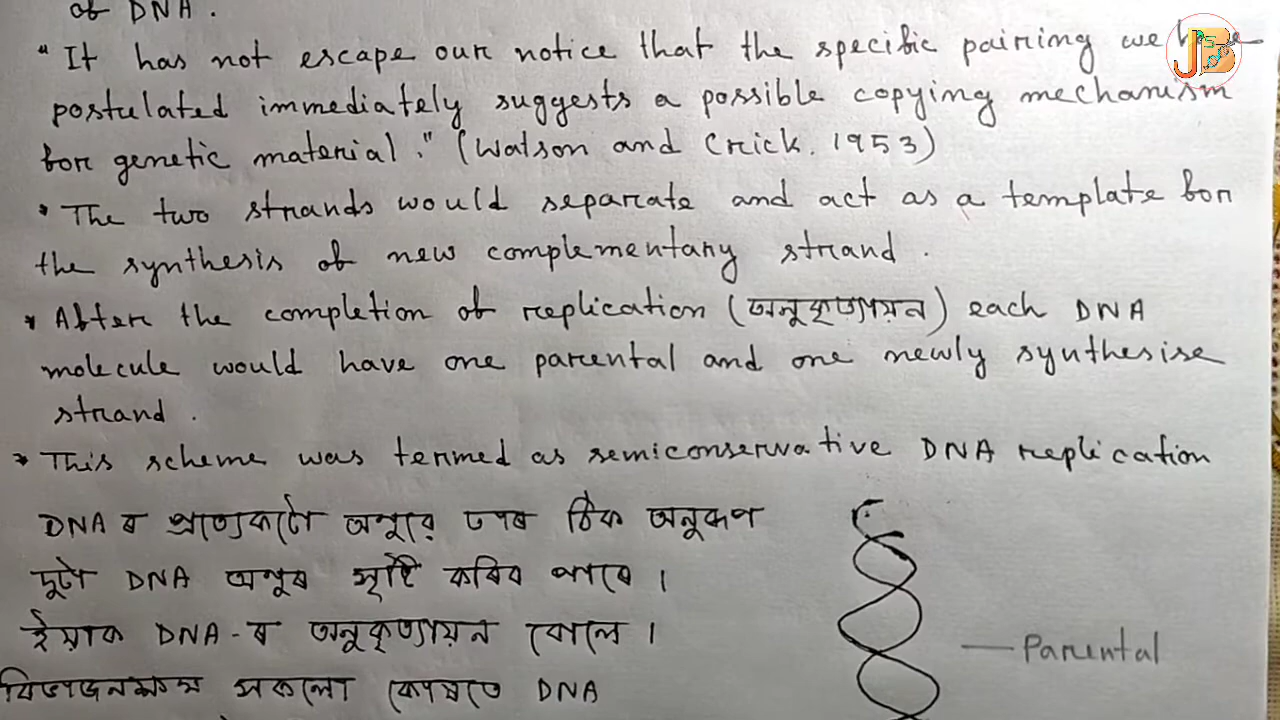 of DNA.
"It has not escape our notice that the specific pairing we have
postulated immediately suggests a possible copying mechanism
for genetic material." (Watson and Crick. 1953)
* The two strands would separate and act as a template for
the synthesis of new complementary strand.
* After the completion of replication (অনুকৃত্যায়ন) each DNA
molecule would have one parental and one newly synthesise
strand.
* This scheme was termed as semiconservative DNA replication
DNA ৰ প্ৰত্যেকটো অণুৱে তাৰ ঠিক অনুৰূপ
দুটা DNA অণুৰ সৃষ্টি কৰিব পাৰে।
ইয়াক DNA-ৰ অনুকৃত্যায়ন বোলে।
বিভাজনক্ষম সকলো কোষতে DNA
Parental
JB